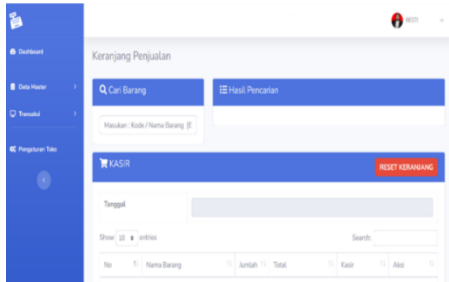 RESTI
Dashboard
Keranjang Penjualan
Data Master
Cari Barang
Hasil Pencarian
Transaksi
Masukan : Kode / Nama Barang [E
Pengaturan Toko
KASIR
RESET KERANJANG
Tanggal
Show 10 entries
Search:
No Nama Barang Jumlah Total Kasir Aksi